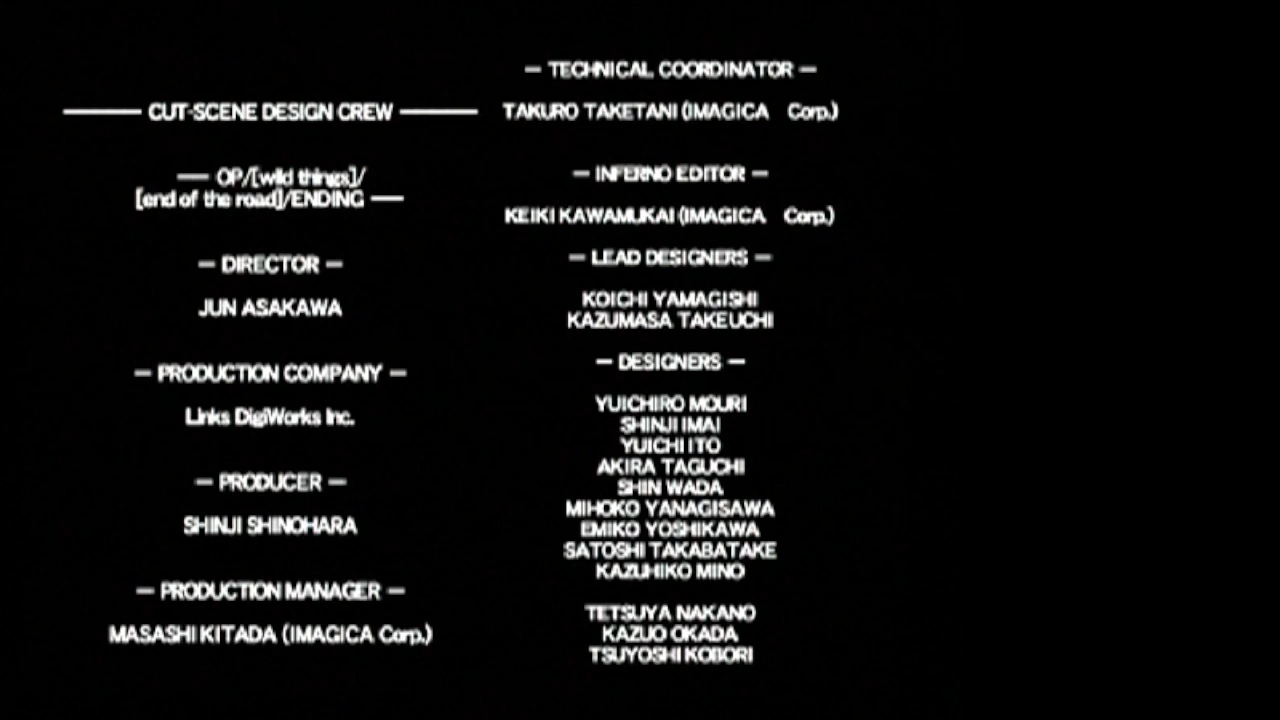 ——— CUT-SCENE DESIGN CREW ———
— OP/[wild things]/
[end of the road]/ENDING —
— DIRECTOR —
JUN ASAKAWA
— PRODUCTION COMPANY —
Links DigiWorks Inc.
— PRODUCER —
SHINJI SHINOHARA
— PRODUCTION MANAGER —
MASASHI KITADA (IMAGICA Corp.)
— TECHNICAL COORDINATOR —
TAKURO TAKETANI (IMAGICA Corp.)
— INFERNO EDITOR —
KEIKI KAWAMUKAI (IMAGICA Corp.)
— LEAD DESIGNERS —
KOICHI YAMAGISHI
KAZUMASA TAKEUCHI
— DESIGNERS —
YUICHIRO MOURI
SHINJI IMAI
YUICHI ITO
AKIRA TAGUCHI
SHIN WADA
MIHOKO YANAGISAWA
EMIKO YOSHIKAWA
SATOSHI TAKABATAKE
KAZUHIKO MINO
TETSUYA NAKANO
KAZUO OKADA
TSUYOSHI KOBORI